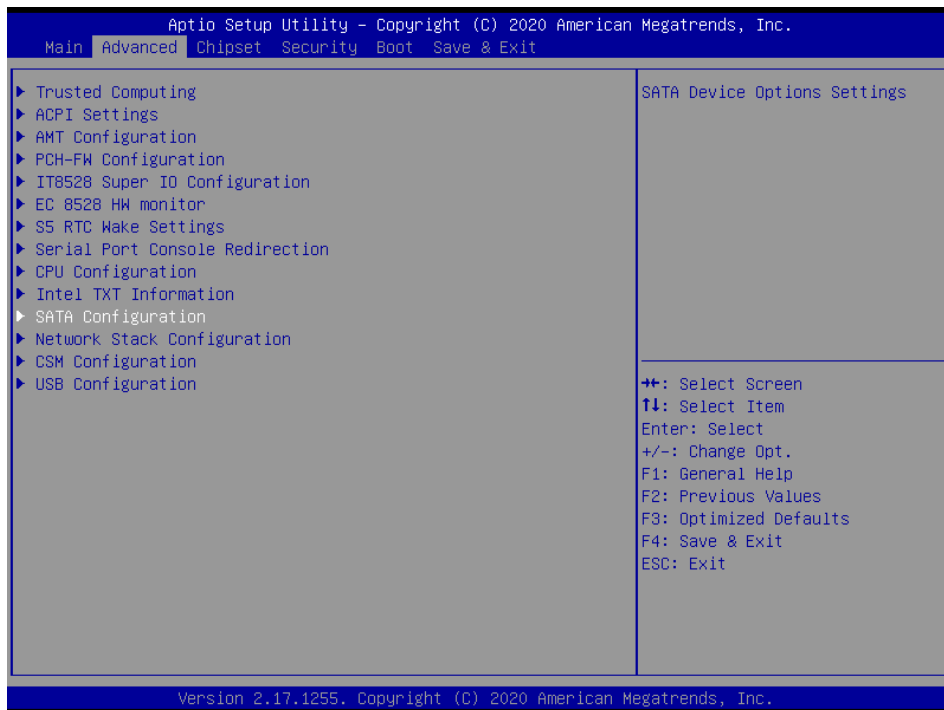 Aptio Setup Utility – Copyright (C) 2020 American Megatrends, Inc.
Main Advanced Chipset Security Boot Save & Exit
Trusted Computing
ACPI Settings
AMT Configuration
PCH-FW Configuration
IT8528 Super IO Configuration
EC 8528 HW monitor
S5 RTC Wake Settings
Serial Port Console Redirection
CPU Configuration
Intel TXT Information
SATA Configuration
Network Stack Configuration
CSM Configuration
USB Configuration
SATA Device Options Settings
→←: Select Screen
↑↓: Select Item
Enter: Select
+/-: Change Opt.
F1: General Help
F2: Previous Values
F3: Optimized Defaults
F4: Save & Exit
ESC: Exit
Version 2.17.1255. Copyright (C) 2020 American Megatrends, Inc.